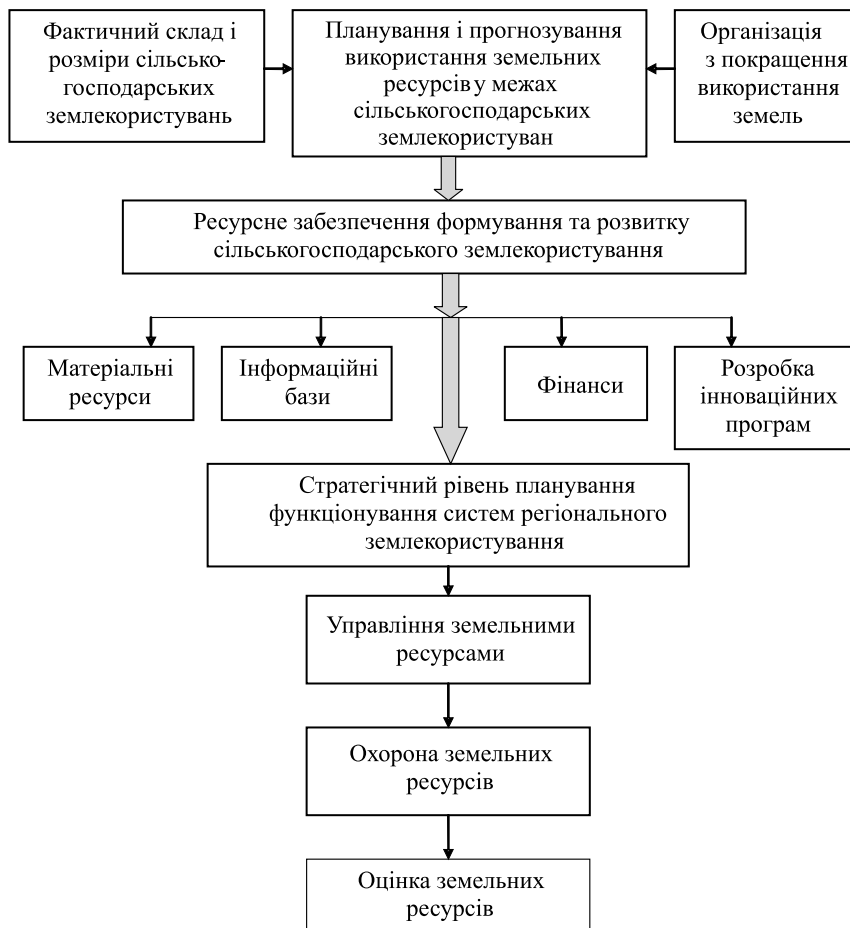 Фактичний склад і
розміри сільсько-
господарських
землекористувань
Планування і прогнозування
використання земельних
ресурсів у межах
сільськогосподарських
землекористуван
Організація
з покращення
використання
земель
Ресурсне забезпечення формування та розвитку
сільськогосподарського землекористування
Матеріальні
ресурси
Інформаційні
бази
Фінанси
Розробка
інноваційних
програм
Стратегічний рівень планування
функціонування систем регіонального
землекористування
Управління земельними
ресурсами
Охорона земельних
ресурсів
Оцінка земельних
ресурсів